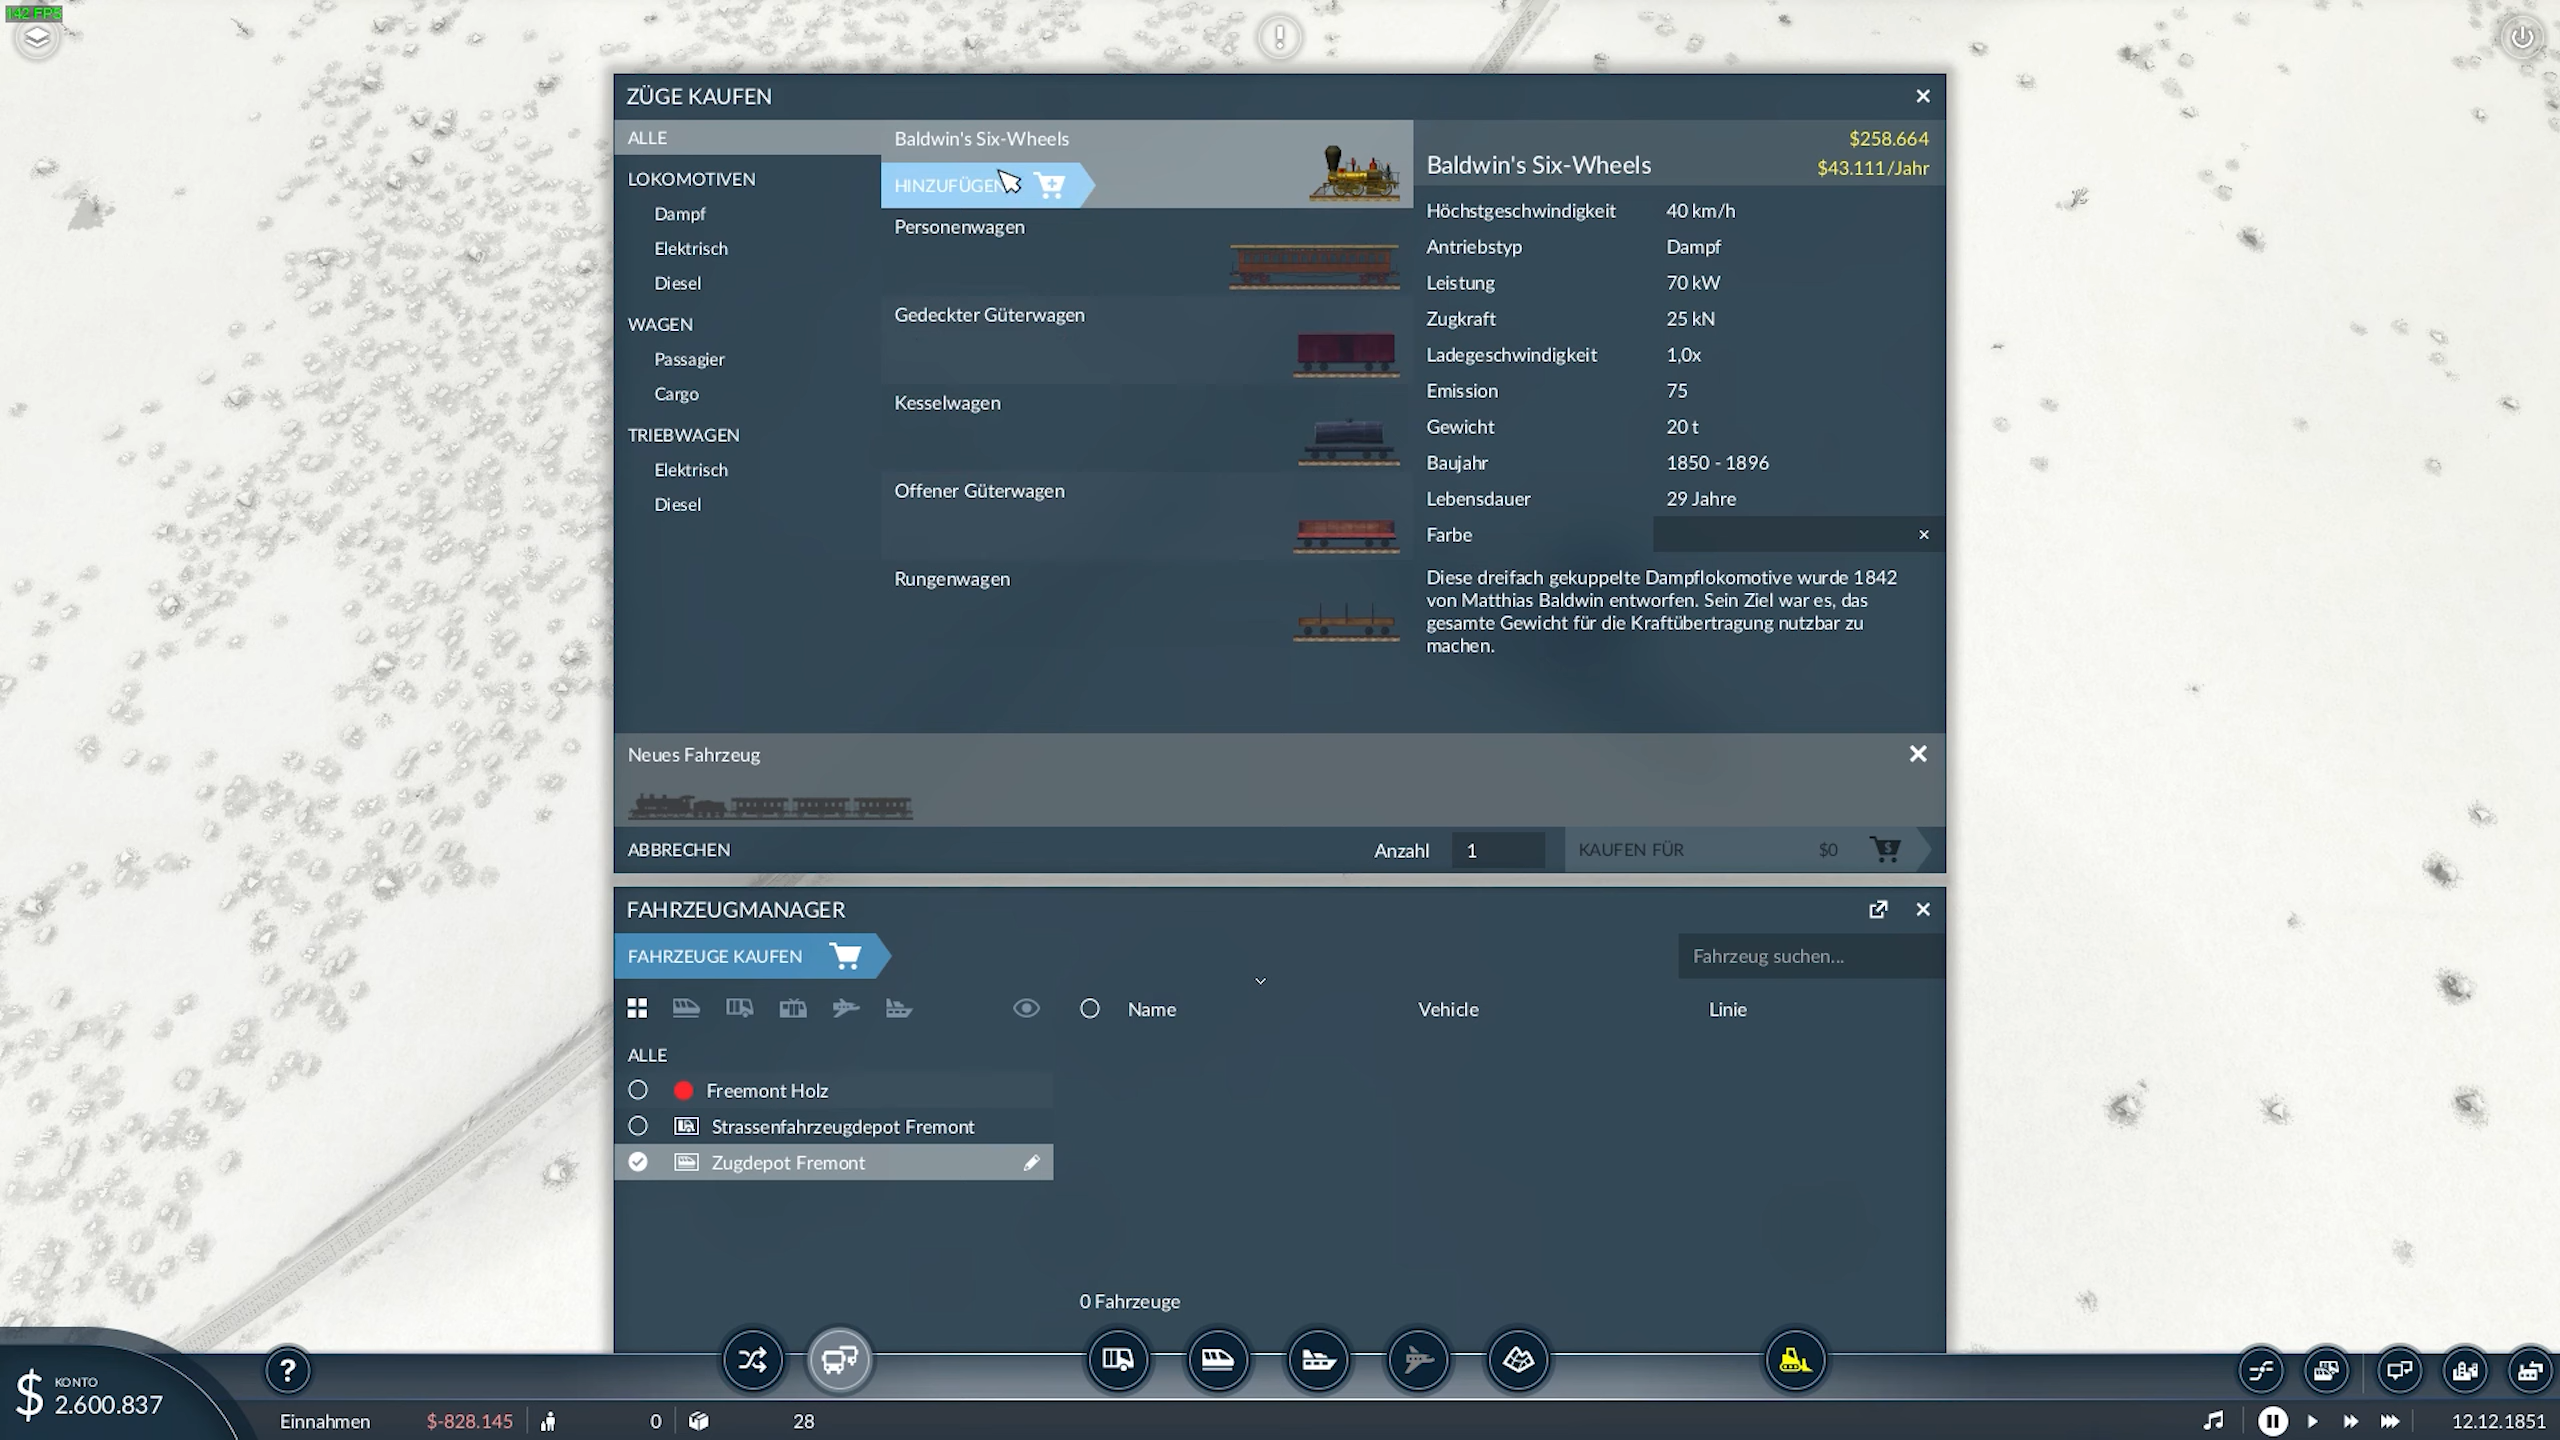 142 FPS
ZÜGE KAUFEN
ALLE
LOKOMOTIVEN
Dampf
Elektrisch
Diesel
WAGEN
Passagier
Cargo
TRIEBWAGEN
Elektrisch
Diesel
Baldwin's Six-Wheels
HINZUFÜGEN
Personenwagen
Gedeckter Güterwagen
Kesselwagen
Offener Güterwagen
Rungenwagen
$258.664
Baldwin's Six-Wheels
$43.111/Jahr
Höchstgeschwindigkeit 40 km/h
Antriebstyp Dampf
Leistung 70 kW
Zugkraft 25 kN
Ladegeschwindigkeit 1,0x
Emission 75
Gewicht 20 t
Baujahr 1850 - 1896
Lebensdauer 29 Jahre
Farbe
Diese dreifach gekuppelte Dampflokomotive wurde 1842
von Matthias Baldwin entworfen. Sein Ziel war es, das
gesamte Gewicht für die Kraftübertragung nutzbar zu
machen.
Neues Fahrzeug
ABBRECHEN Anzahl 1 KAUFEN FÜR $0
FAHRZEUGMANAGER
FAHRZEUGE KAUFEN Fahrzeug suchen...
Name Vehicle Linie
ALLE
Freemont Holz
Strassenfahrzeugdepot Fremont
Zugdepot Fremont
0 Fahrzeuge
KONTO
$ 2.600.837
Einnahmen $-828.145 0 28 12.12.1851